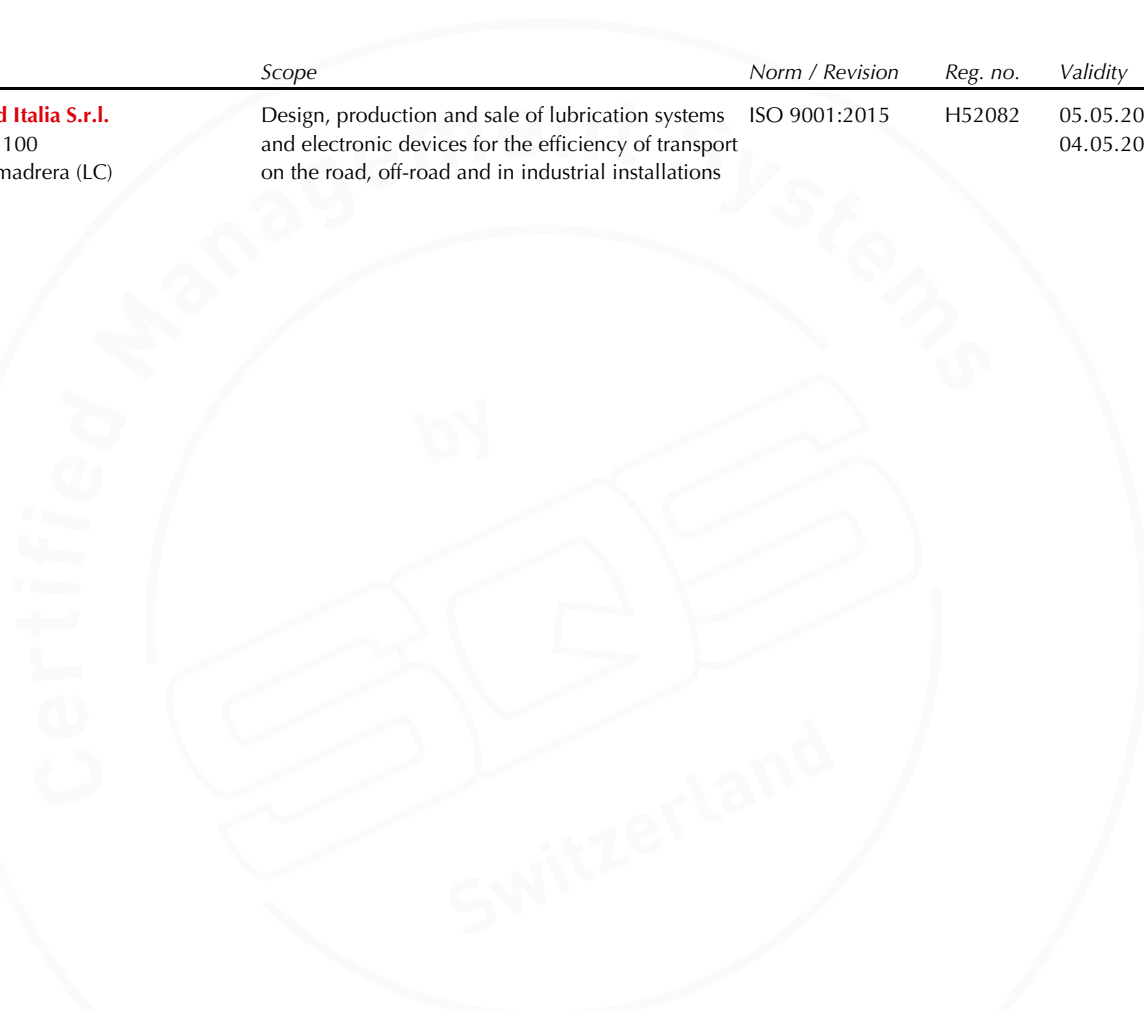 Scope Norm / Revision Reg. no. Validity
d Italia S.r.l. Design, production and sale of lubrication systems ISO 9001:2015 H52082 05.05.20
100 and electronic devices for the efficiency of transport 04.05.20
madrera (LC) on the road, off-road and in industrial installations
Certified Management Systems
by
SQS
Switzerland